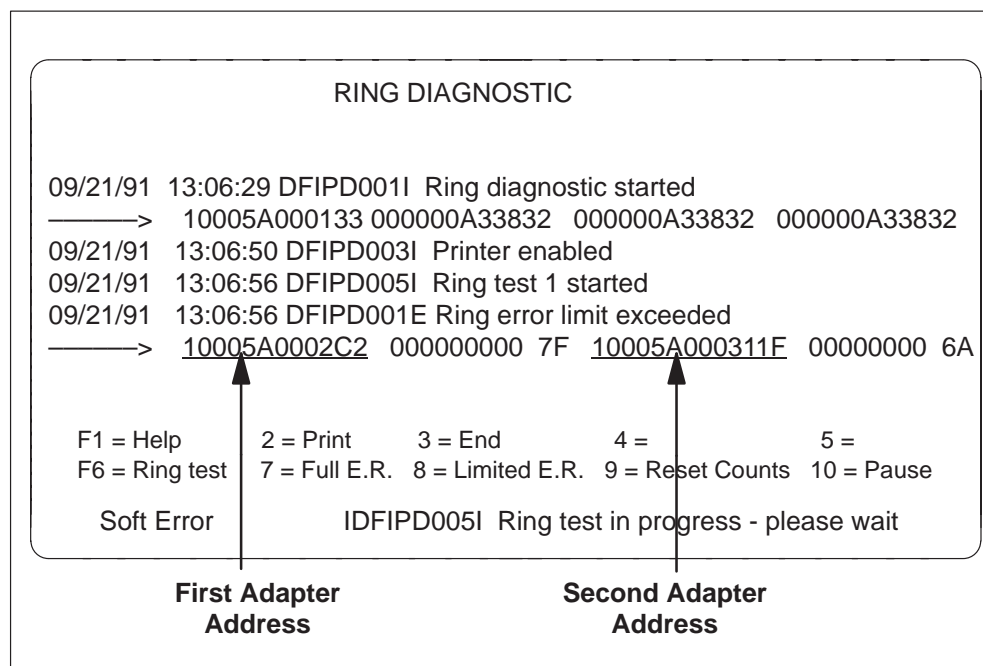 RING DIAGNOSTIC
09/21/91 13:06:29 DFIPD001I Ring diagnostic started
———> 10005A000133 000000A33832 000000A33832 000000A33832
09/21/91 13:06:50 DFIPD003I Printer enabled
09/21/91 13:06:56 DFIPD005I Ring test 1 started
09/21/91 13:06:56 DFIPD001E Ring error limit exceeded
———> 10005A0002C2 000000000 7F 10005A000311F 00000000 6A
F1 = Help 2 = Print 3 = End 4 = 5 =
F6 = Ring test 7 = Full E.R. 8 = Limited E.R. 9 = Reset Counts 10 = Pause
Soft Error IDFIPD005I Ring test in progress - please wait
First Adapter Address
Second Adapter Address